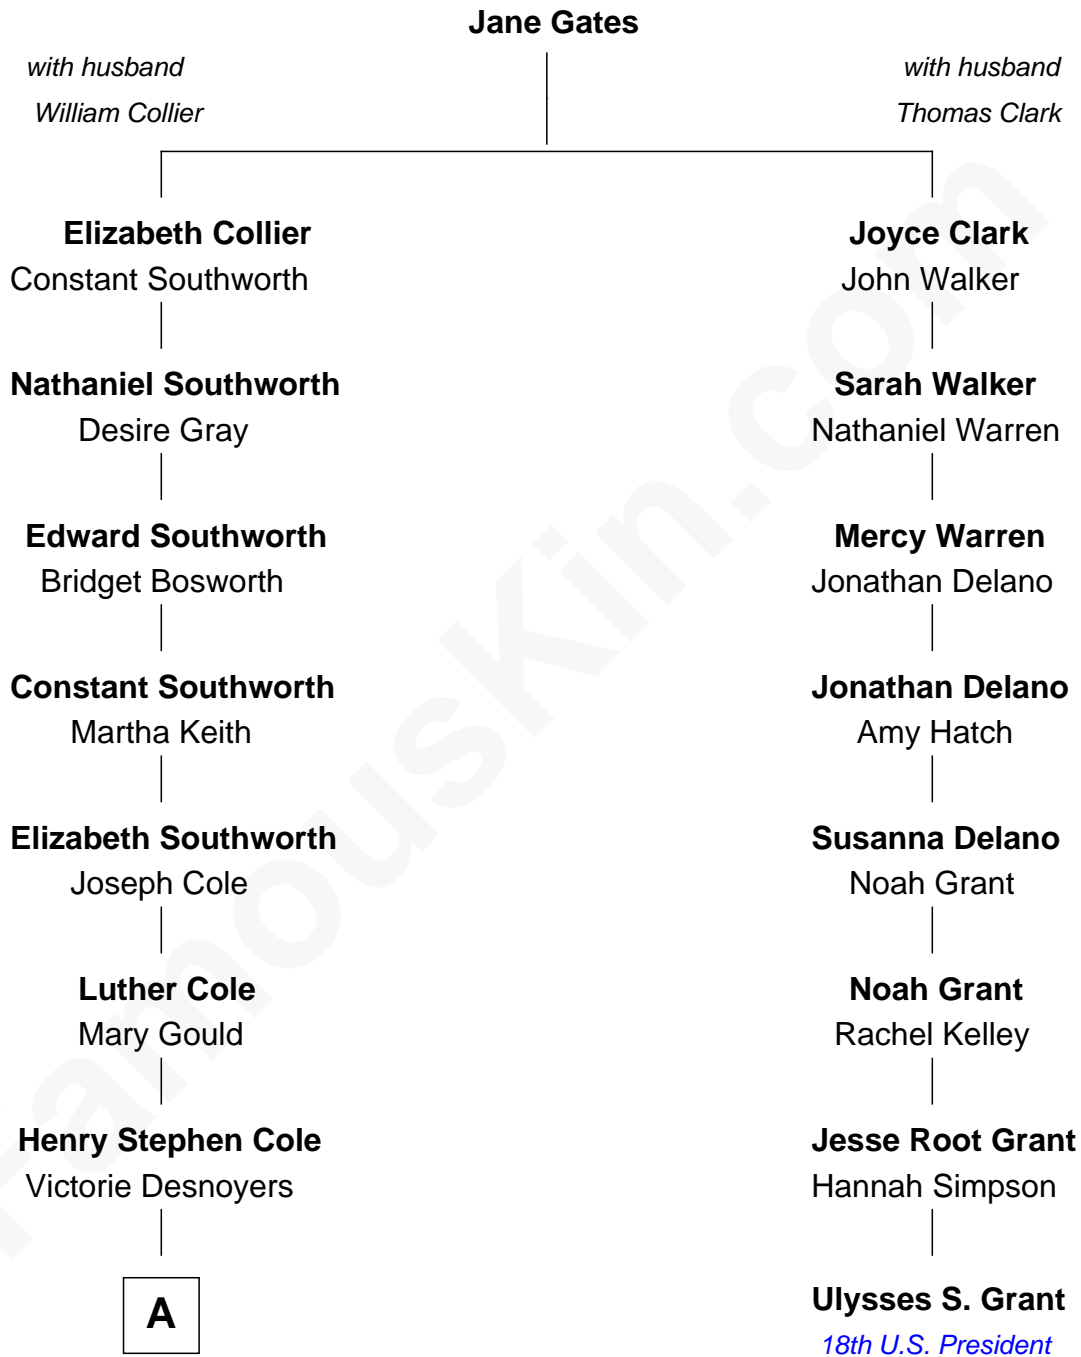 Jane Gates
with husband
William Collier
with husband
Thomas Clark
Elizabeth Collier
Constant Southworth
Joyce Clark
John Walker
Nathaniel Southworth
Desire Gray
Sarah Walker
Nathaniel Warren
Edward Southworth
Bridget Bosworth
Mercy Warren
Jonathan Delano
Constant Southworth
Martha Keith
Jonathan Delano
Amy Hatch
Elizabeth Southworth
Joseph Cole
Susanna Delano
Noah Grant
Luther Cole
Mary Gould
Noah Grant
Rachel Kelley
Henry Stephen Cole
Victorie Desnoyers
Jesse Root Grant
Hannah Simpson
A
Ulysses S. Grant
18th U.S. President
FamousKin.com